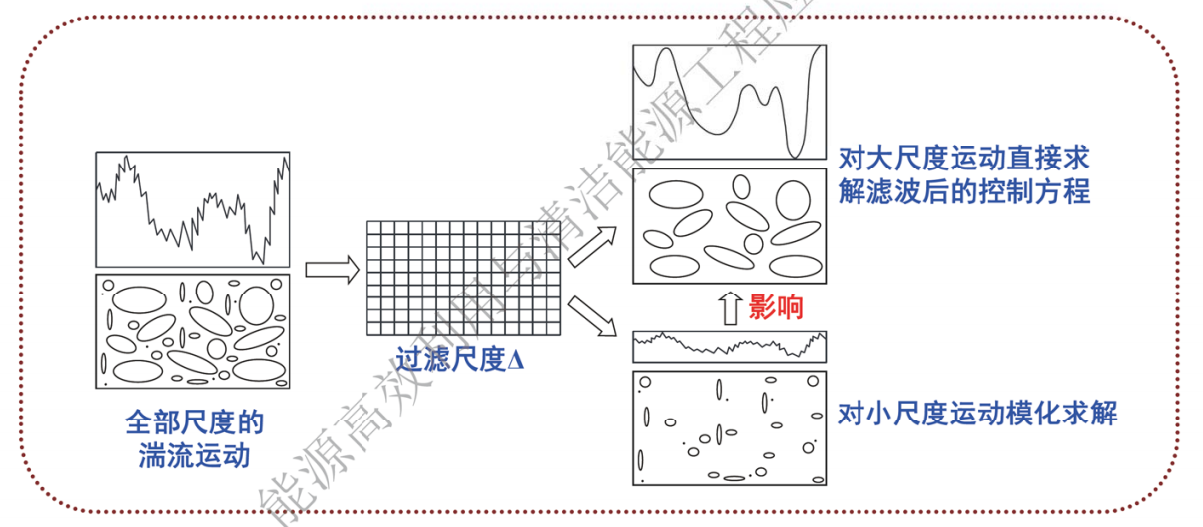 对大尺度运动直接求
解滤波后的控制方程
影响
过滤尺度Δ
全部尺度的
湍流运动
对小尺度运动模化求解
能源高效利用与清洁能源工程